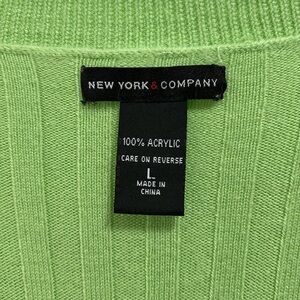 NEW YORK & COMPANY
100% ACRYLIC
CARE ON REVERSE
L
MADE IN
CHINA